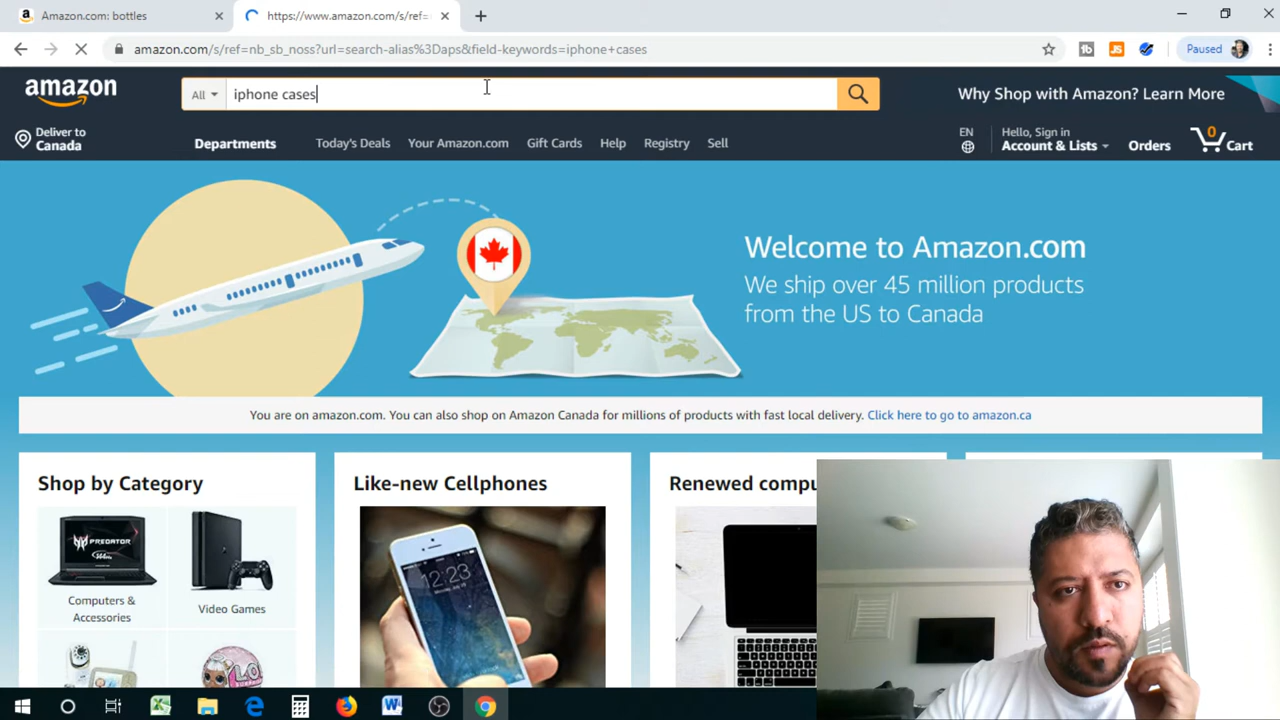 Amazon.com: bottles
https://www.amazon.com/s/ref=
amazon.com/s/ref=nb_sb_noss?url=search-alias%3Daps&field-keywords=iphone+cases
Paused
amazon
All
iphone cases
Why Shop with Amazon? Learn More
Deliver to
Canada
Departments
Today's Deals
Your Amazon.com
Gift Cards
Help
Registry
Sell
EN
Hello, Sign in
Account & Lists
Orders
0
Cart
Welcome to Amazon.com
We ship over 45 million products
from the US to Canada
You are on amazon.com. You can also shop on Amazon Canada for millions of products with fast local delivery. Click here to go to amazon.ca
Shop by Category
Like-new Cellphones
Renewed compu
PREDATOR
12:23
Computers &
Accessories
Video Games